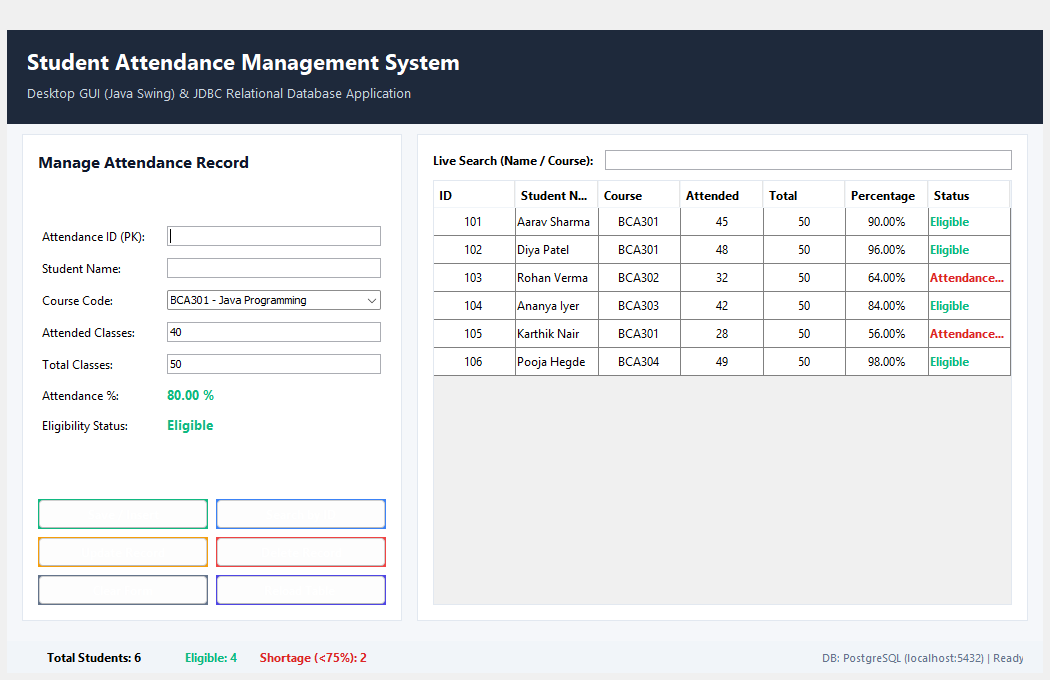 Student Attendance Management System
Desktop GUI (Java Swing) & JDBC Relational Database Application
Manage Attendance Record
Attendance ID (PK):
Student Name:
Course Code: BCA301 - Java Programming
Attended Classes: 40
Total Classes: 50
Attendance %: 80.00 %
Eligibility Status: Eligible
Live Search (Name / Course):
ID Student N... Course Attended Total Percentage Status
101 Aarav Sharma BCA301 45 50 90.00% Eligible
102 Diya Patel BCA301 48 50 96.00% Eligible
103 Rohan Verma BCA302 32 50 64.00% Attendance...
104 Ananya Iyer BCA303 42 50 84.00% Eligible
105 Karthik Nair BCA301 28 50 56.00% Attendance...
106 Pooja Hegde BCA304 49 50 98.00% Eligible
Total Students: 6 Eligible: 4 Shortage (<75%): 2 DB: PostgreSQL (localhost:5432) | Ready